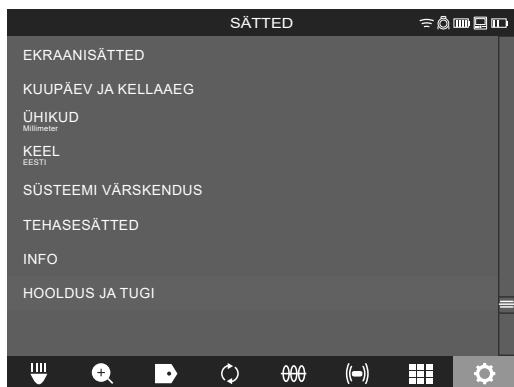 SÄTTED
EKRAANISÄTTED
KUUPÄEV JA KELLAAEG
ÜHIKUD
Millimeter
KEEL
EESTI
SÜSTEEMI VÄRSKENDUS
TEHASESÄTTED
INFO
HOOLDUS JA TUGI